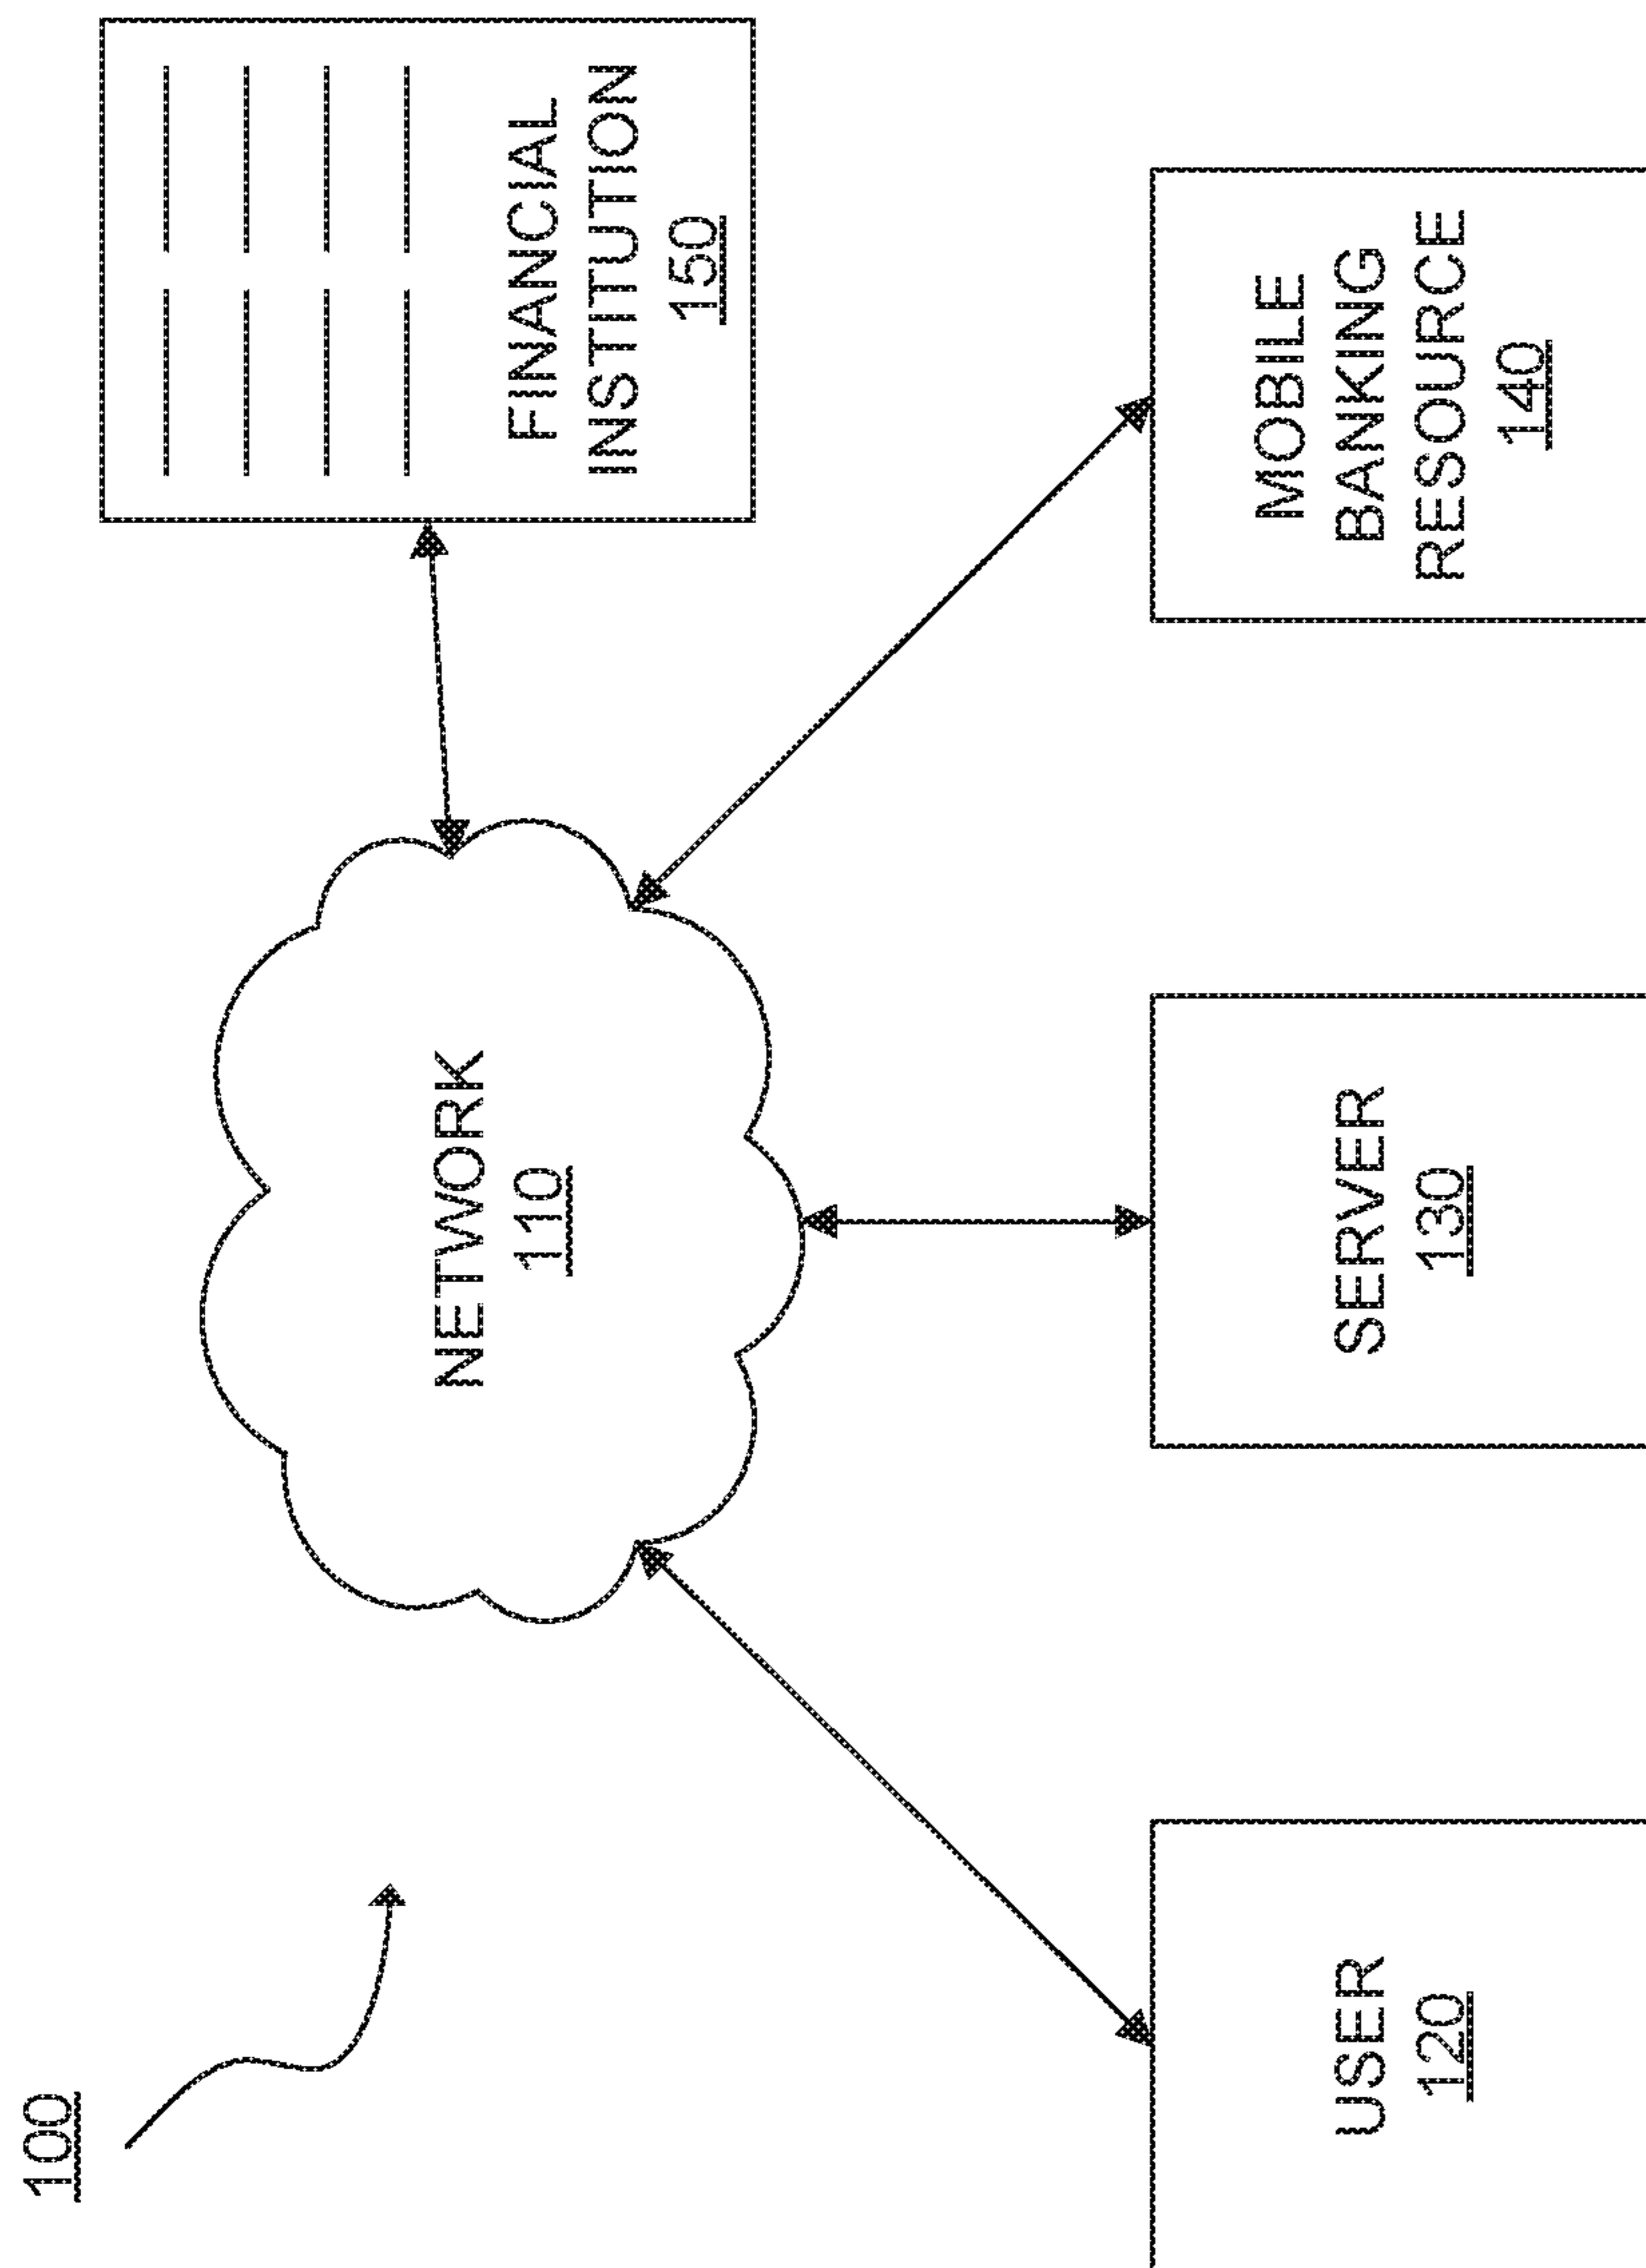 100
NETWORK
110
FINANCIAL
INSTITUTION
150
USER
120
SERVER
130
MOBILE
BANKING
RESOURCE
140